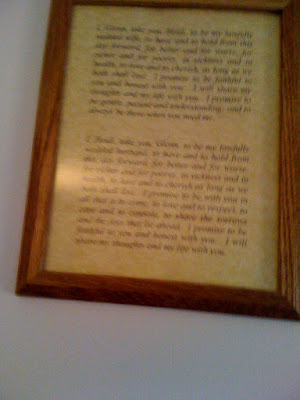 I, Glenn, take you, Heidi, to be my lawfully
wedded wife, to have and to hold from this
day forward, for better and for worse, for
richer and for poorer, in sickness and in
health, to love and to cherish, as long as we
both shall live. I promise to be faithful to
you and honest with you. I will share my
thoughts and my life with you. I promise to
be gentle, patient and understanding, and to
always be there when you need me.
I, Heidi, take you, Glenn, to be my lawfully
wedded husband, to have and to hold from
this day forward, for better and for worse,
for richer and for poorer, in sickness and in
health, to love and to cherish as long as we
both shall live. I promise to be with you in
all that is to come, to love and to respect, to
care and to console, to share the sorrows
and the joys that lie ahead. I promise to be
faithful to you and honest with you. I will
share my thoughts and my life with you.